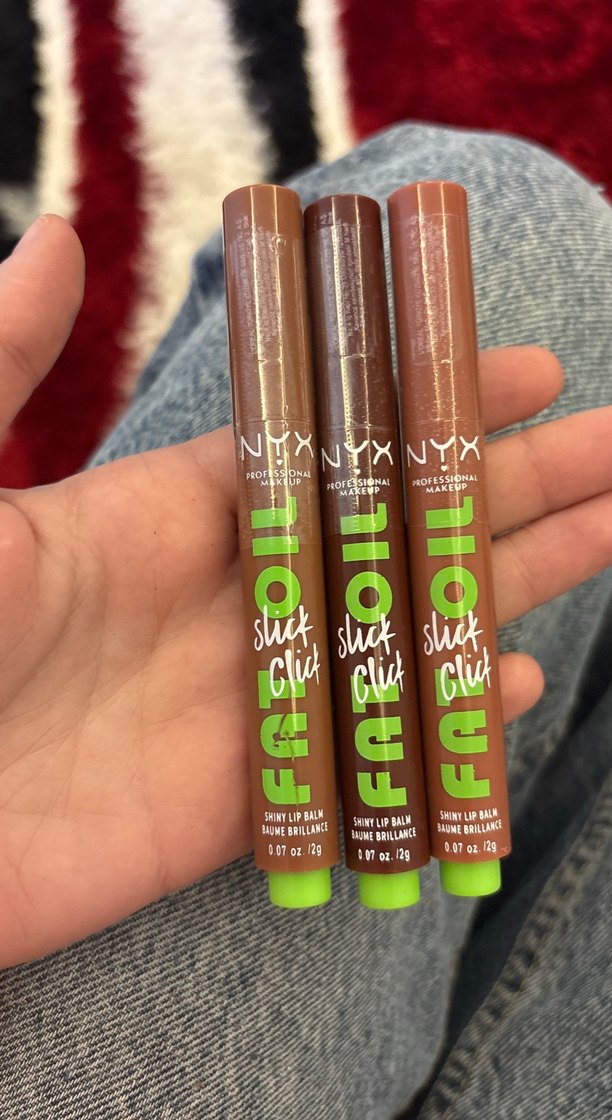 NYX
PROFESSIONAL
MAKEUP
FAT OIL
slick
click
SHINY LIP BALM
BAUME BRILLANCE
0.07 oz. /2g
NYX
PROFESSIONAL
MAKEUP
FAT OIL
slick
click
SHINY LIP BALM
BAUME BRILLANCE
0.07 oz. /2g
NYX
PROFESSIONAL
MAKEUP
FAT OIL
slick
click
SHINY LIP BALM
BAUME BRILLANCE
0.07 oz. /2g